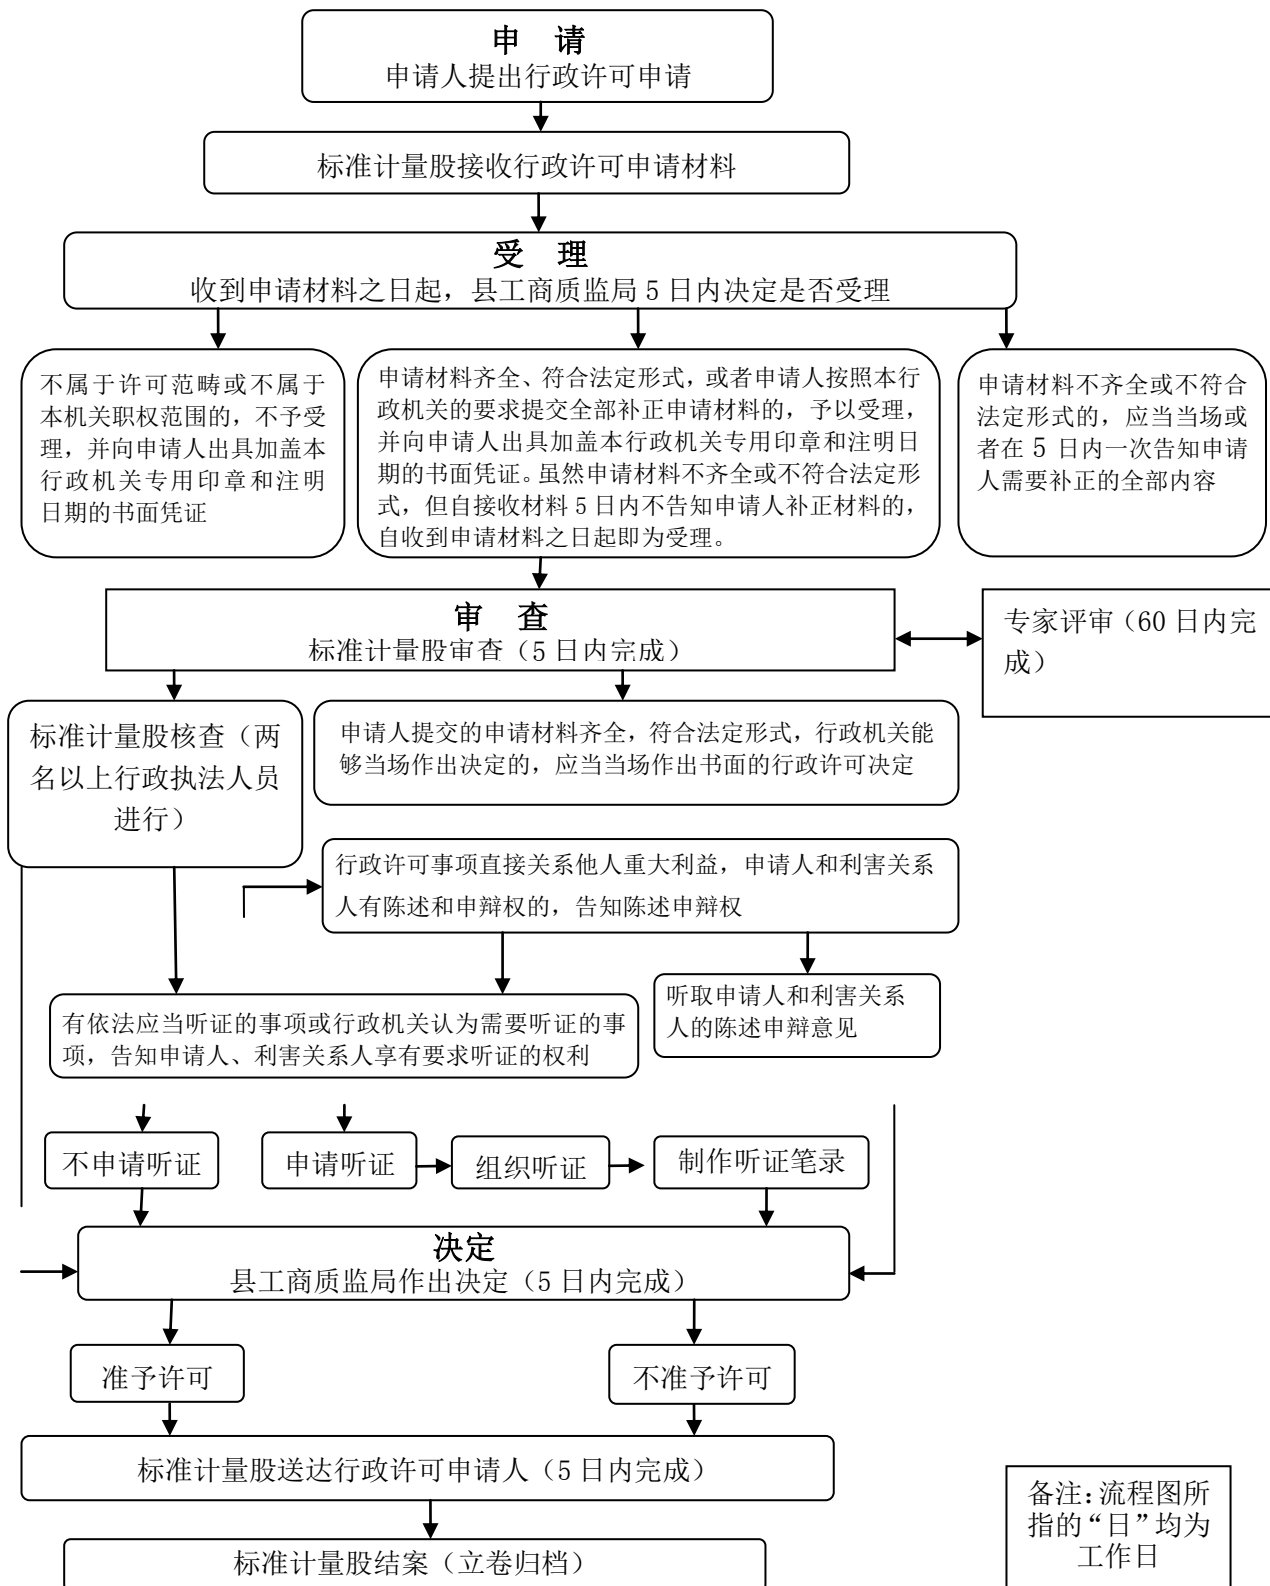 申 请
申请人提出行政许可申请
标准计量股接收行政许可申请材料
受 理
收到申请材料之日起，县工商质监局 5 日内决定是否受理
不属于许可范畴或不属于
本机关职权范围的，不予受
理，并向申请人出具加盖本
行政机关专用印章和注明
日期的书面凭证
申请材料齐全、符合法定形式，或者申请人按照本行
政机关的要求提交全部补正申请材料的，予以受理，
并向申请人出具加盖本行政机关专用印章和注明日
期的书面凭证。虽然申请材料不齐全或不符合法定形
式，但自接收材料 5 日内不告知申请人补正材料的，
自收到申请材料之日起即为受理。
申请材料不齐全或不符合
法定形式的，应当当场或
者在 5 日内一次告知申请
人需要补正的全部内容
审 查
标准计量股审查（5 日内完成）
专家评审（60 日内完
成）
标准计量股核查（两
名以上行政执法人员
进行）
申请人提交的申请材料齐全，符合法定形式，行政机关能
够当场作出决定的，应当当场作出书面的行政许可决定
行政许可事项直接关系他人重大利益，申请人和利害关系
人有陈述和申辩权的，告知陈述申辩权
听取申请人和利害关系
人的陈述申辩意见
有依法应当听证的事项或行政机关认为需要听证的事
项，告知申请人、利害关系人享有要求听证的权利
不申请听证
申请听证
组织听证
制作听证笔录
决定
县工商质监局作出决定（5 日内完成）
准予许可
不准予许可
标准计量股送达行政许可申请人（5 日内完成）
标准计量股结案（立卷归档）
备注：流程图所
指的“日”均为
工作日